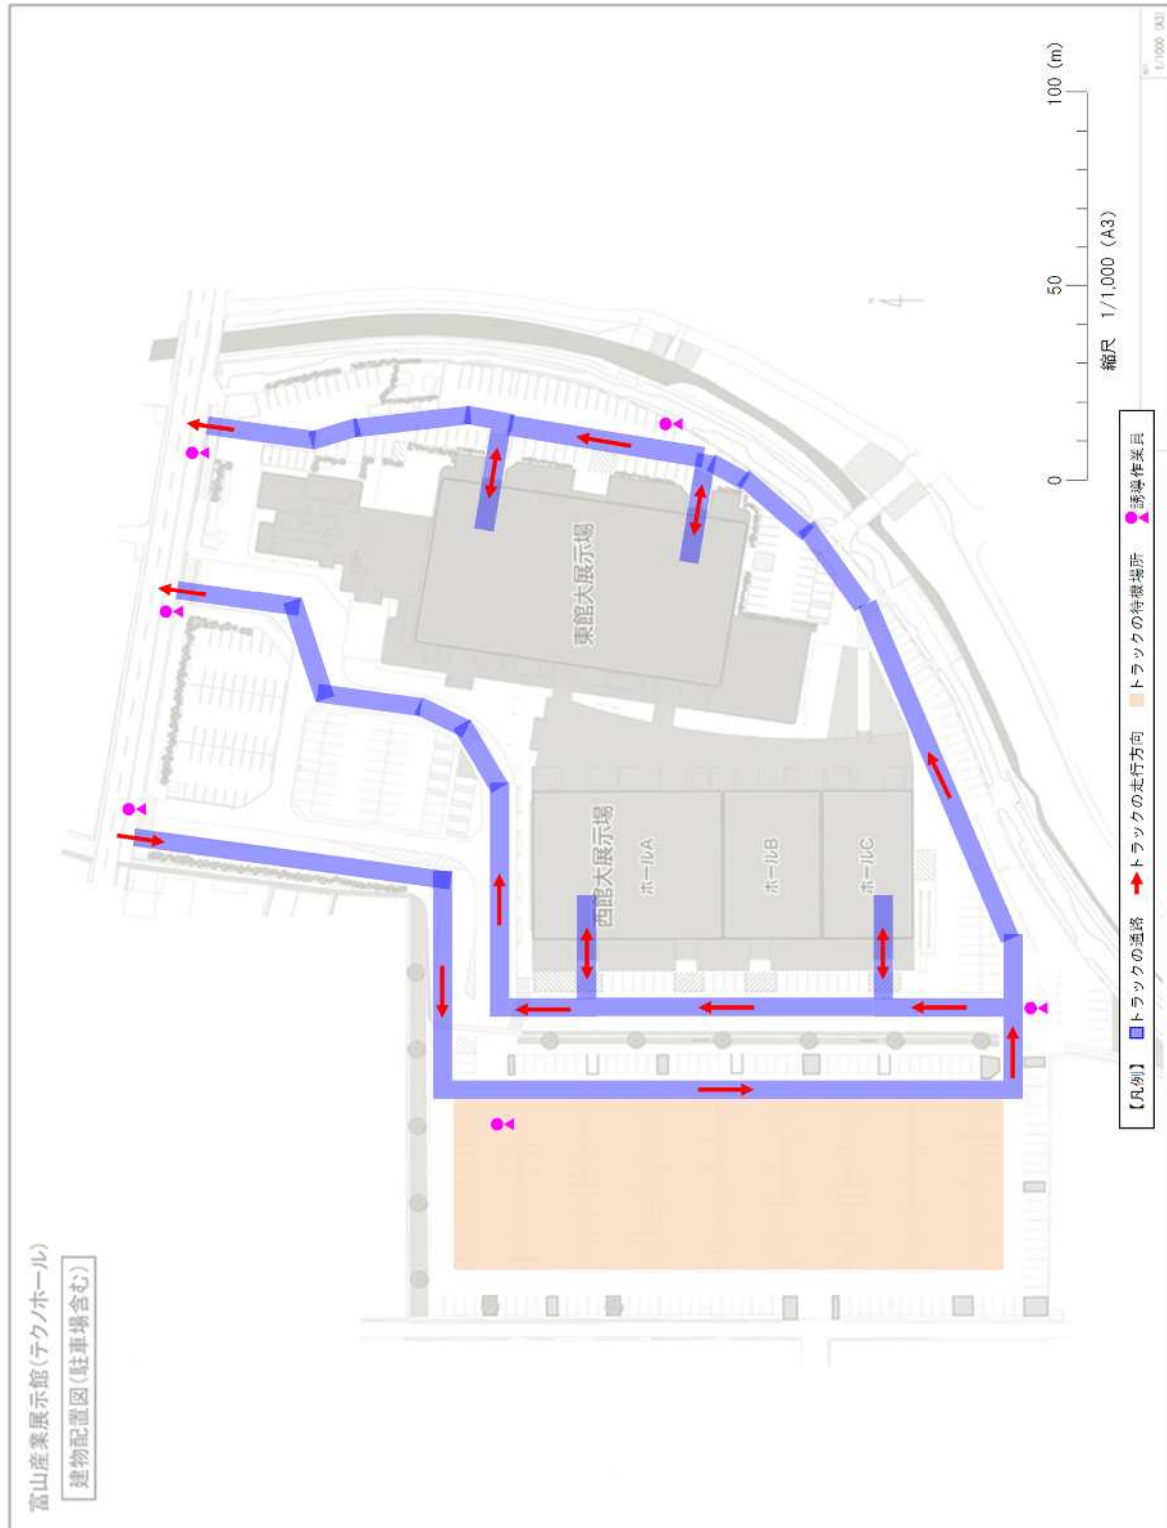 富山産業展示館(テクノホール)
建物配置図(駐車場含む)
東館大展示場
西館大展示場
ホールA
ホールB
ホールC
0 50 100 (m)
縮尺 1/1,000 (A3)
1/1000 (A3)
【凡例】 トラックの通路 トラックの走行方向 トラックの待機場所 誘導作業員